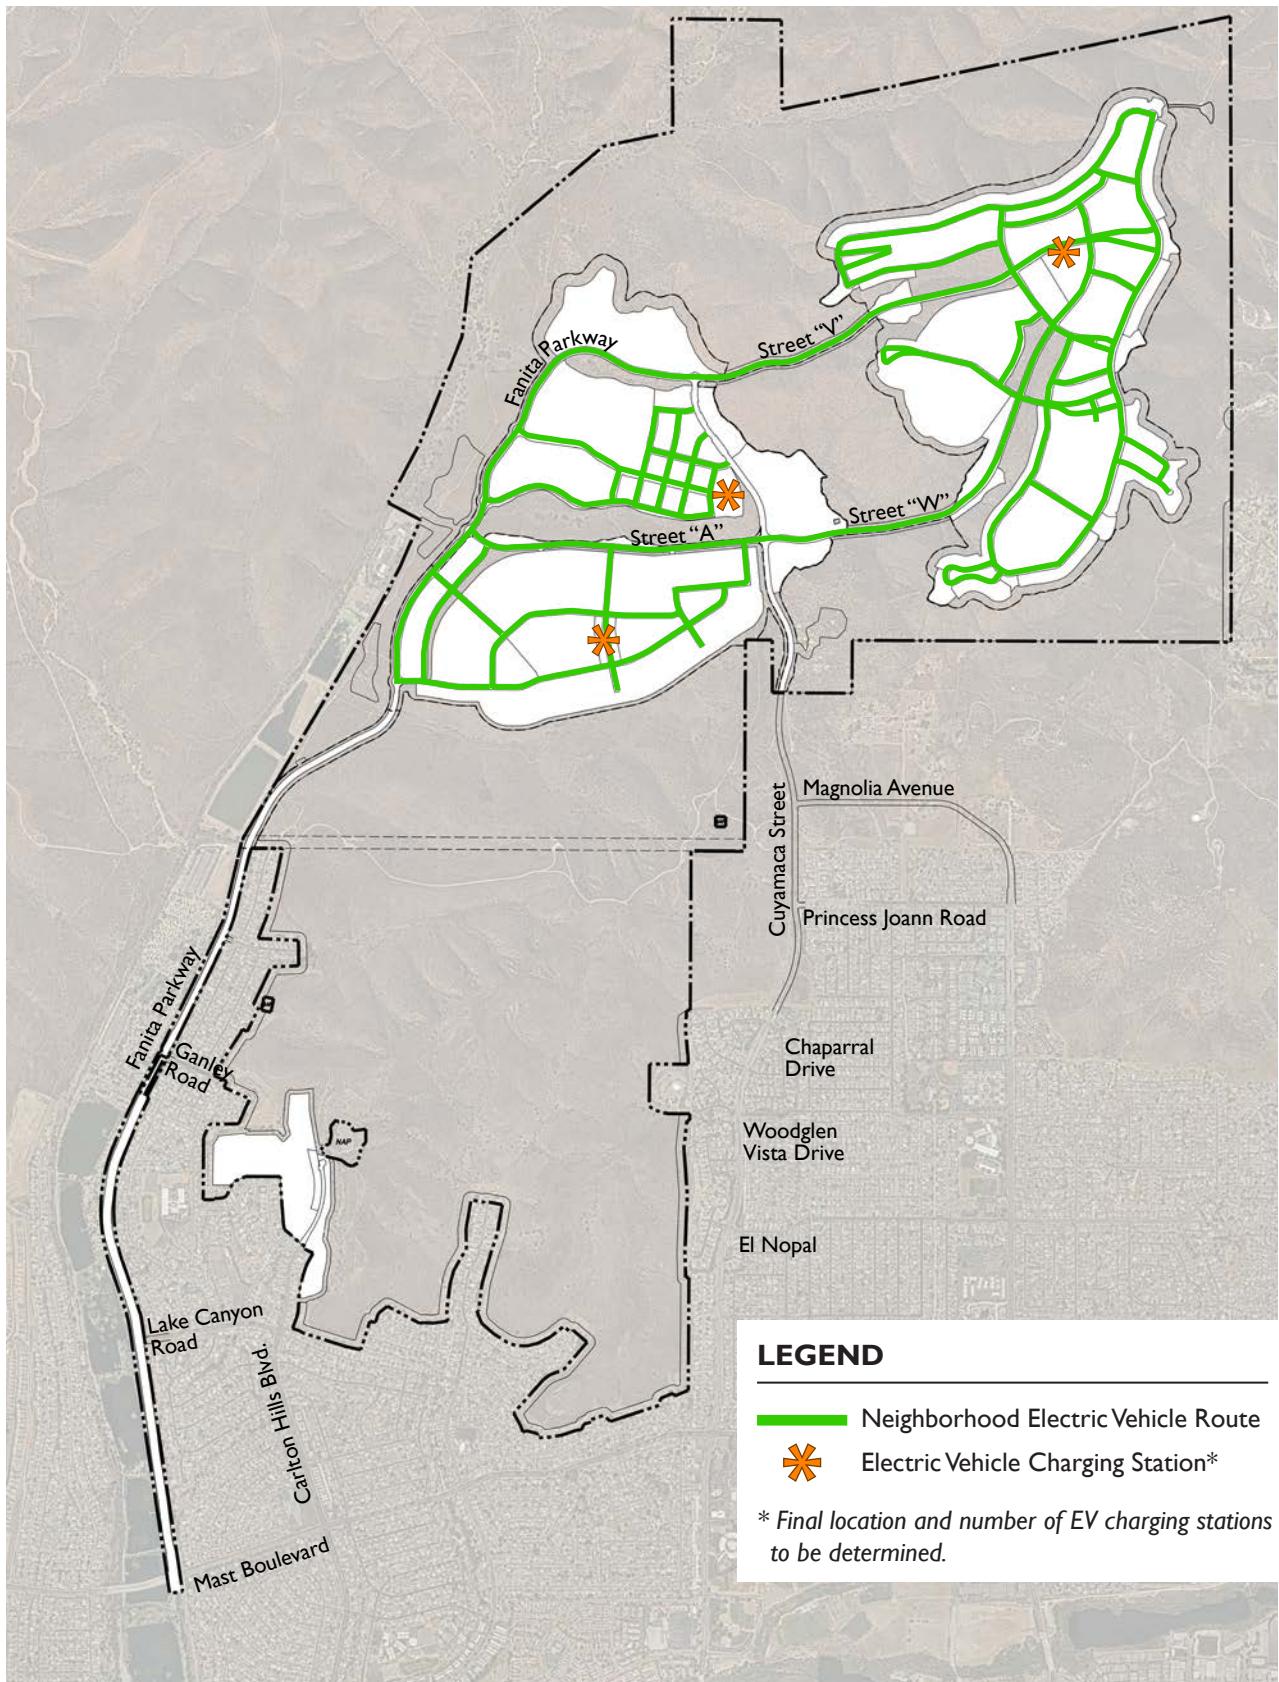 Fanita Parkway
Street “V”
Street “W”
Street “A”
Magnolia Avenue
Cuyamaca Street
Princess Joann Road
Fanita Parkway
Ganley
Road
Chaparral
Drive
Woodglen
Vista Drive
NAP
El Nopal
Lake Canyon
Road
Carlton Hills Blvd.
Mast Boulevard
LEGEND
Neighborhood Electric Vehicle Route
Electric Vehicle Charging Station*
* Final location and number of EV charging stations
to be determined.